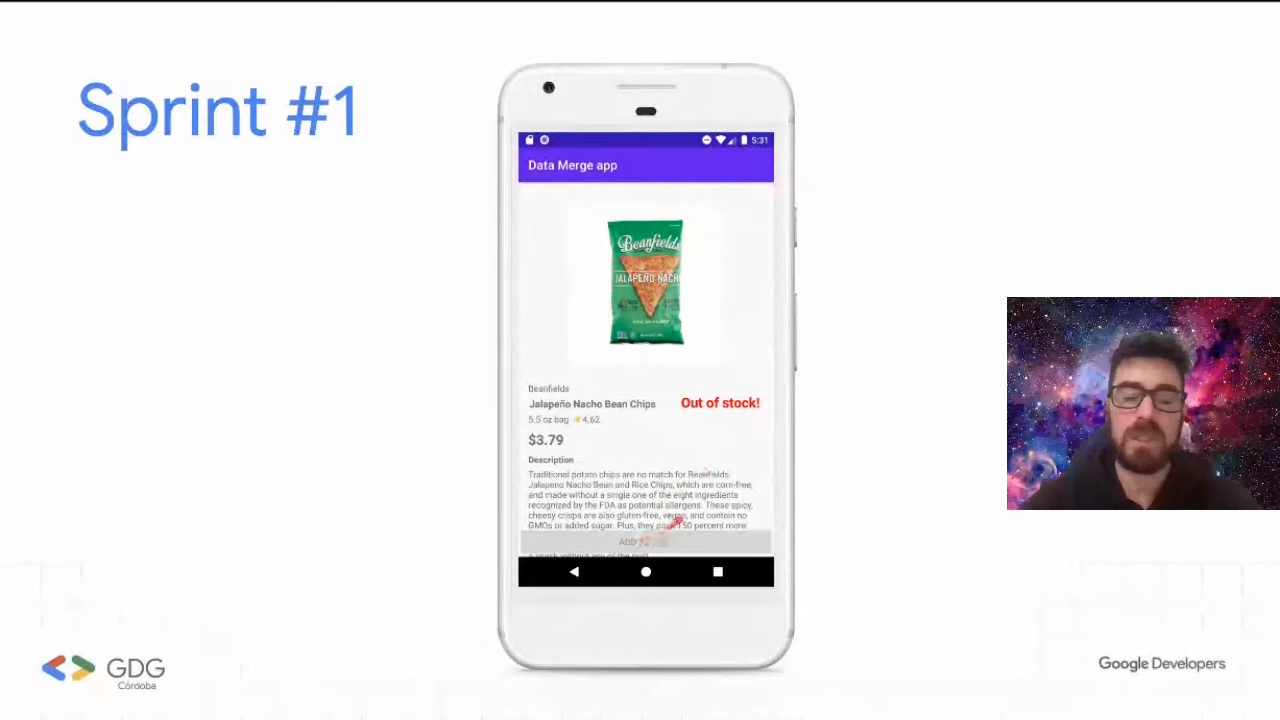 Sprint #1
5:31
Data Merge app
Beanfields
JALAPEÑO NACHO
Beanfields
Jalapeño Nacho Bean Chips
Out of stock!
5.5 oz bag 4.62
$3.79
Description
Traditional potato chips are no match for Beanfields
Jalapeno Nacho Bean and Rice Chips, which are corn-free,
and made without a single one of the eight ingredients
recognized by the FDA as potential allergens. These spicy,
cheesy crisps are also gluten-free, vegan, and contain no
GMOs or added sugar. Plus, they pack 150 percent more
ADD
GDG
Córdoba
Google Developers